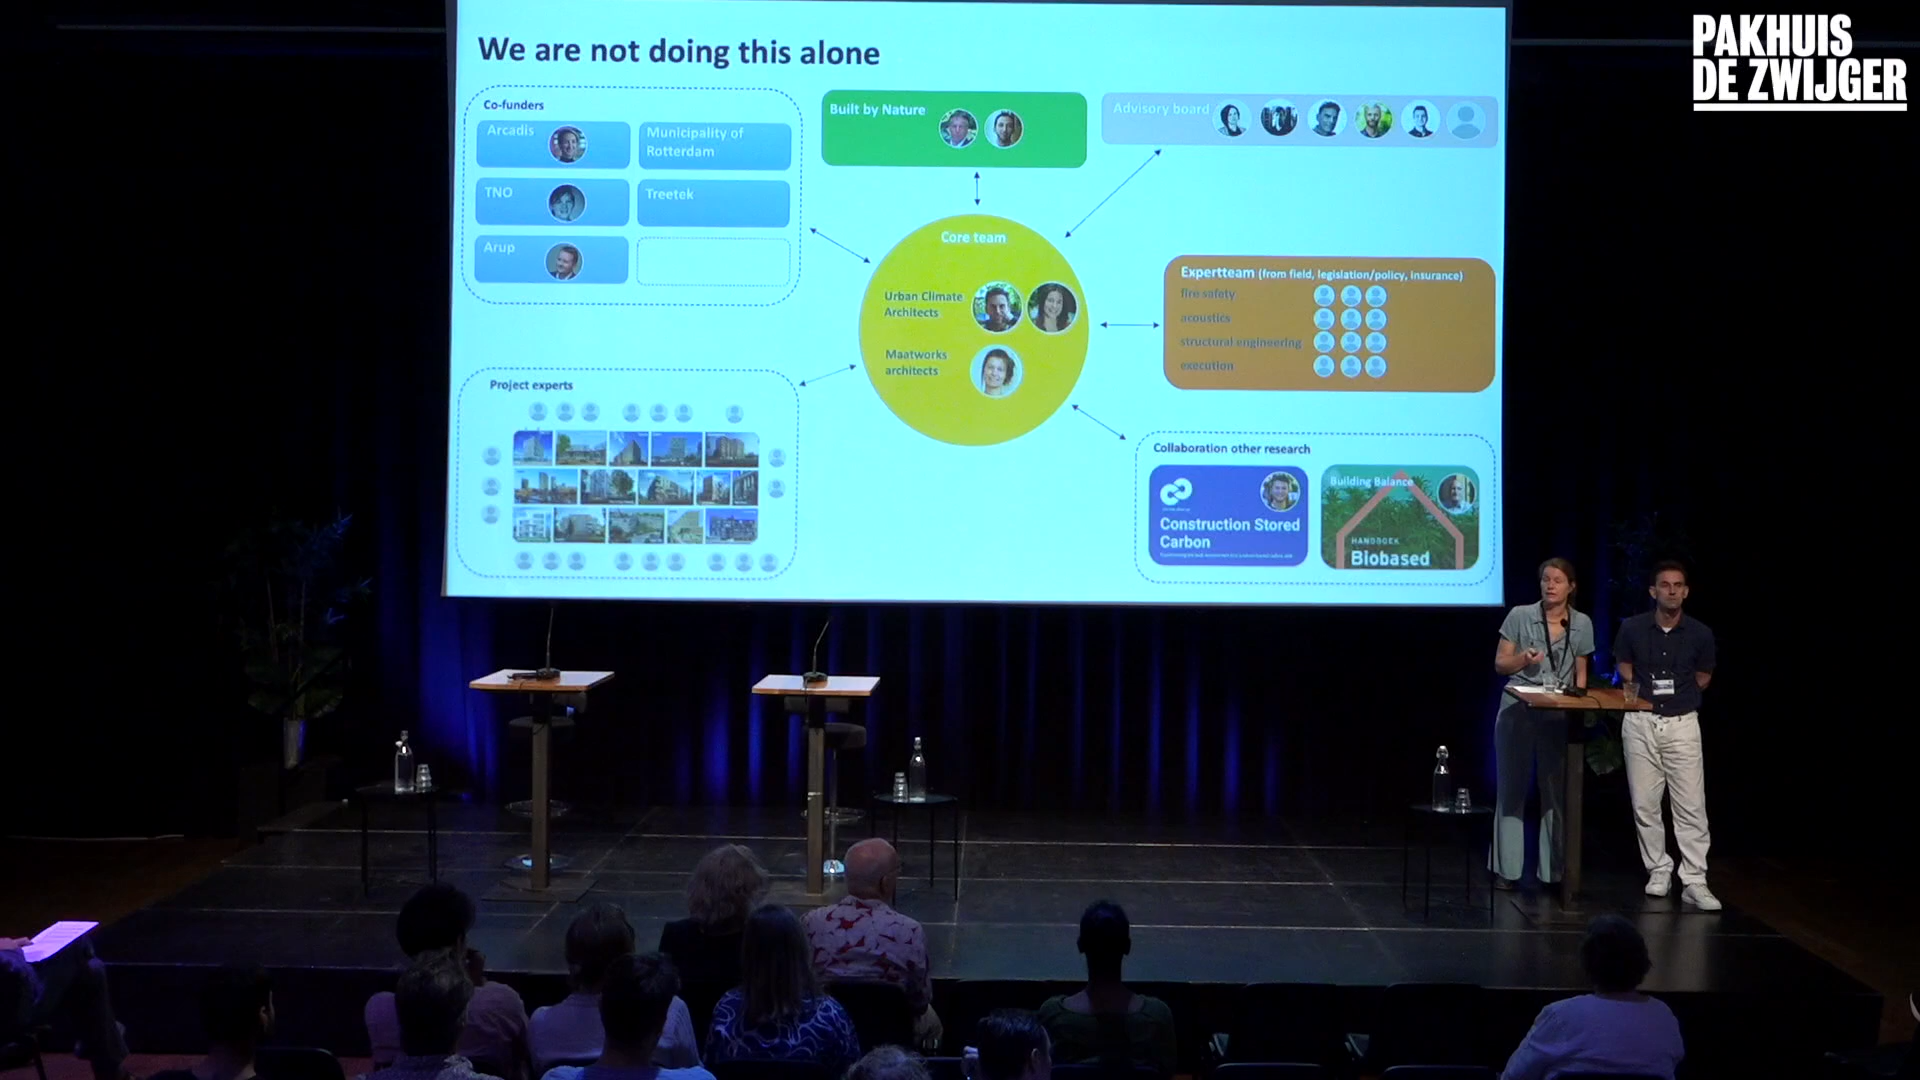 We are not doing this alone
PAKHUIS
DE ZWIJGER
Co-funders
Arcadis
Municipality of
Rotterdam
TNO
Treetek
Arup
Built by Nature
Advisory board
Core team
Urban Climate
Architects
Maatworks
architects
Expertteam (from field, legislation/policy, insurance)
fire safety
acoustics
structural engineering
execution
Project experts
Collaboration other research
Construction Stored
Carbon
Building Balance
HANDBOEK
Biobased